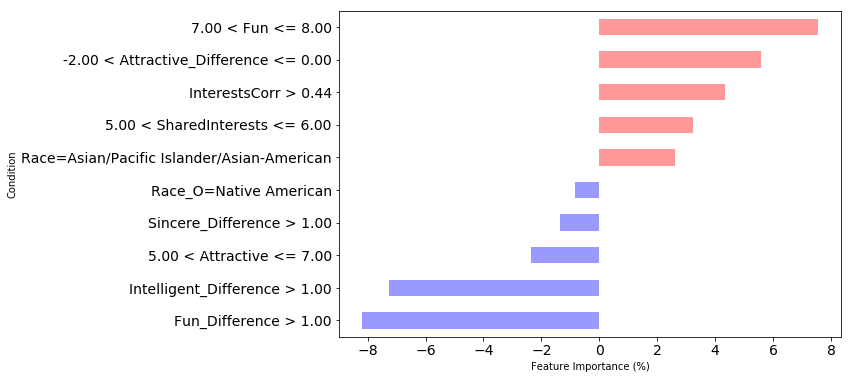 7.00 < Fun <= 8.00
-2.00 < Attractive_Difference <= 0.00
InterestsCorr > 0.44
5.00 < SharedInterests <= 6.00
Race=Asian/Pacific Islander/Asian-American
Race_O=Native American
Sincere_Difference > 1.00
5.00 < Attractive <= 7.00
Intelligent_Difference > 1.00
Fun_Difference > 1.00
Condition
−8 −6 −4 −2 0 2 4 6 8
Feature Importance (%)